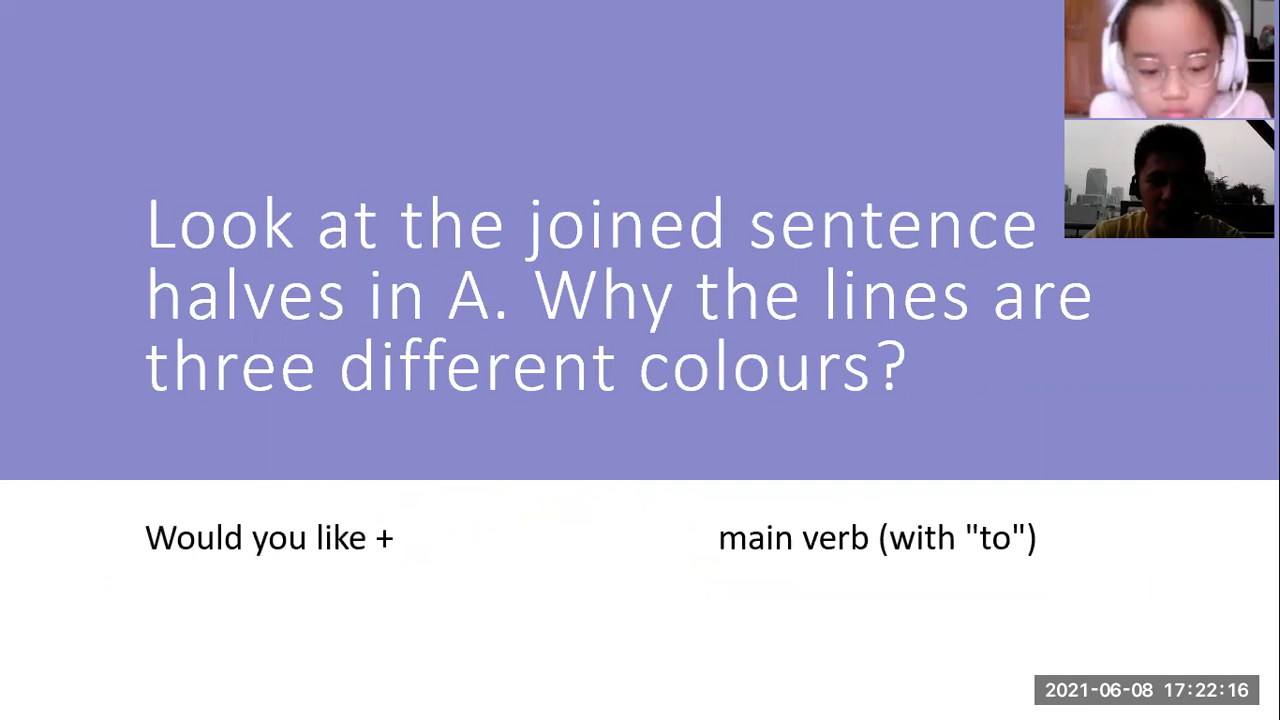 Look at the joined sentence
halves in A. Why the lines are
three different colours?
Would you like +
main verb (with "to")
2021-06-08 17:22:16